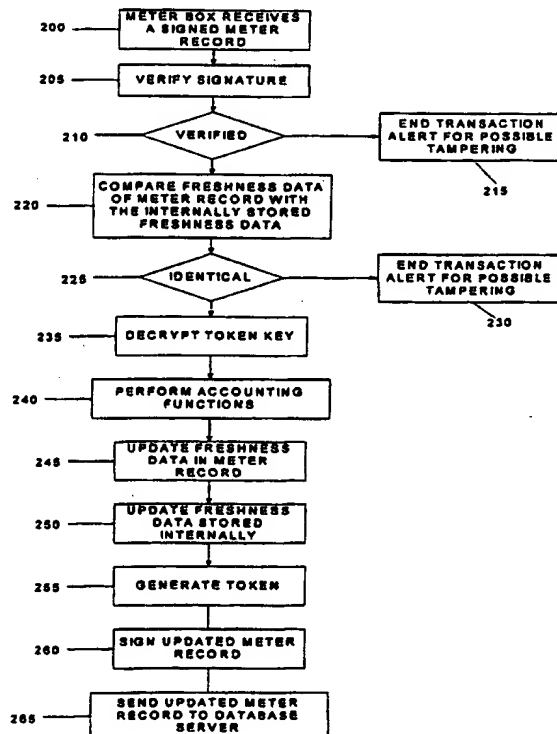 200
METER BOX RECEIVES
A SIGNED METER
RECORD
205
VERIFY SIGNATURE
210
VERIFIED
END TRANSACTION
ALERT FOR POSSIBLE
TAMPERING
215
220
COMPARE FRESHNESS DATA
OF METER RECORD WITH
THE INTERNALLY STORED
FRESHNESS DATA
225
IDENTICAL
END TRANSACTION
ALERT FOR POSSIBLE
TAMPERING
230
235
DECRYPT TOKEN KEY
240
PERFORM ACCOUNTING
FUNCTIONS
245
UPDATE FRESHNESS
DATA IN METER
RECORD
250
UPDATE FRESHNESS
DATA STORED
INTERNALLY
255
GENERATE TOKEN
260
SIGN UPDATED METER
RECORD
265
SEND UPDATED METER
RECORD TO DATABASE
SERVER